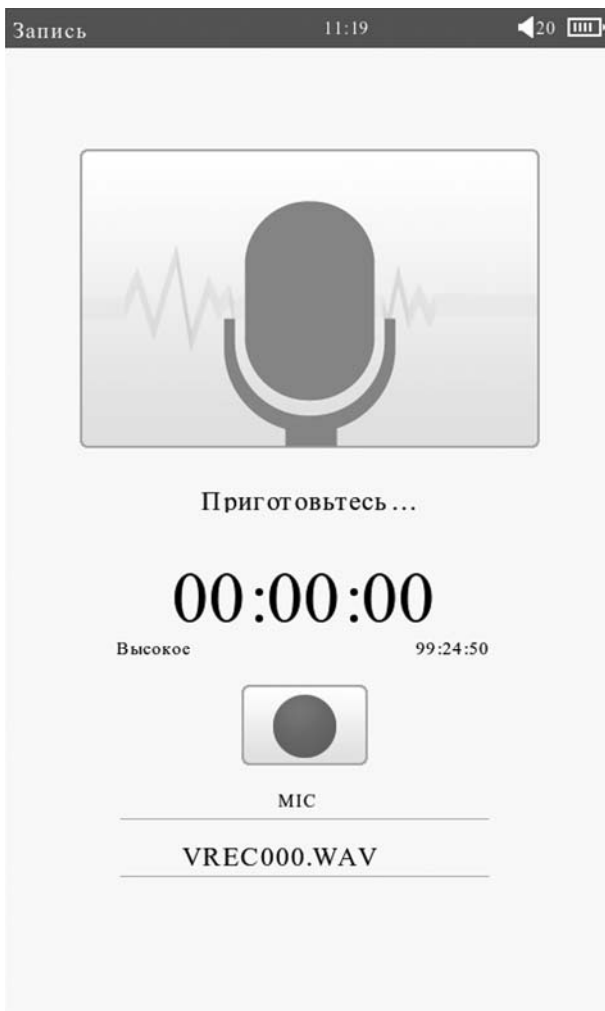 Запись 11:19 20
Приготовьтесь...
00:00:00
Высокое 99:24:50
MIC
VREC000.WAV